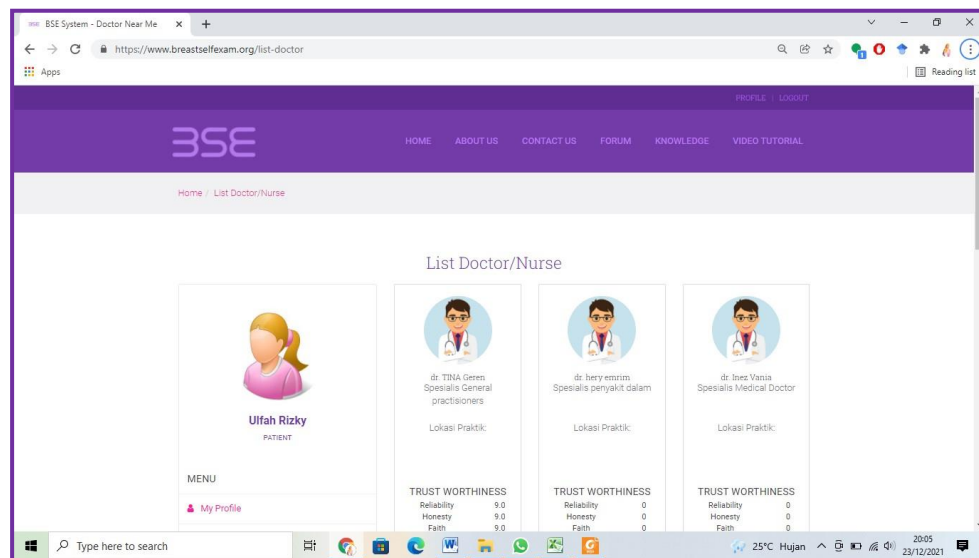 BSE System - Doctor Near Me
https://www.breastselfexam.org/list-doctor
Apps
Reading list
PROFILE | LOGOUT
BSE
HOME ABOUT US CONTACT US FORUM KNOWLEDGE VIDEO TUTORIAL
Home / List Doctor/Nurse
List Doctor/Nurse
Ulfah Rizky
PATIENT
MENU
My Profile
dr. TINA Geren
Spesialis General
practisioners
Lokasi Praktik:
TRUST WORTHINESS
Reliability 9.0
Honesty 9.0
Faith 9.0
dr. hery emrim
Spesialis penyakit dalam
Lokasi Praktik:
TRUST WORTHINESS
Reliability 0
Honesty 0
Faith 0
dr. Inez Vania
Spesialis Medical Doctor
Lokasi Praktik:
TRUST WORTHINESS
Reliability 0
Honesty 0
Faith 0
Type here to search
25°C Hujan
20:05
23/12/2021